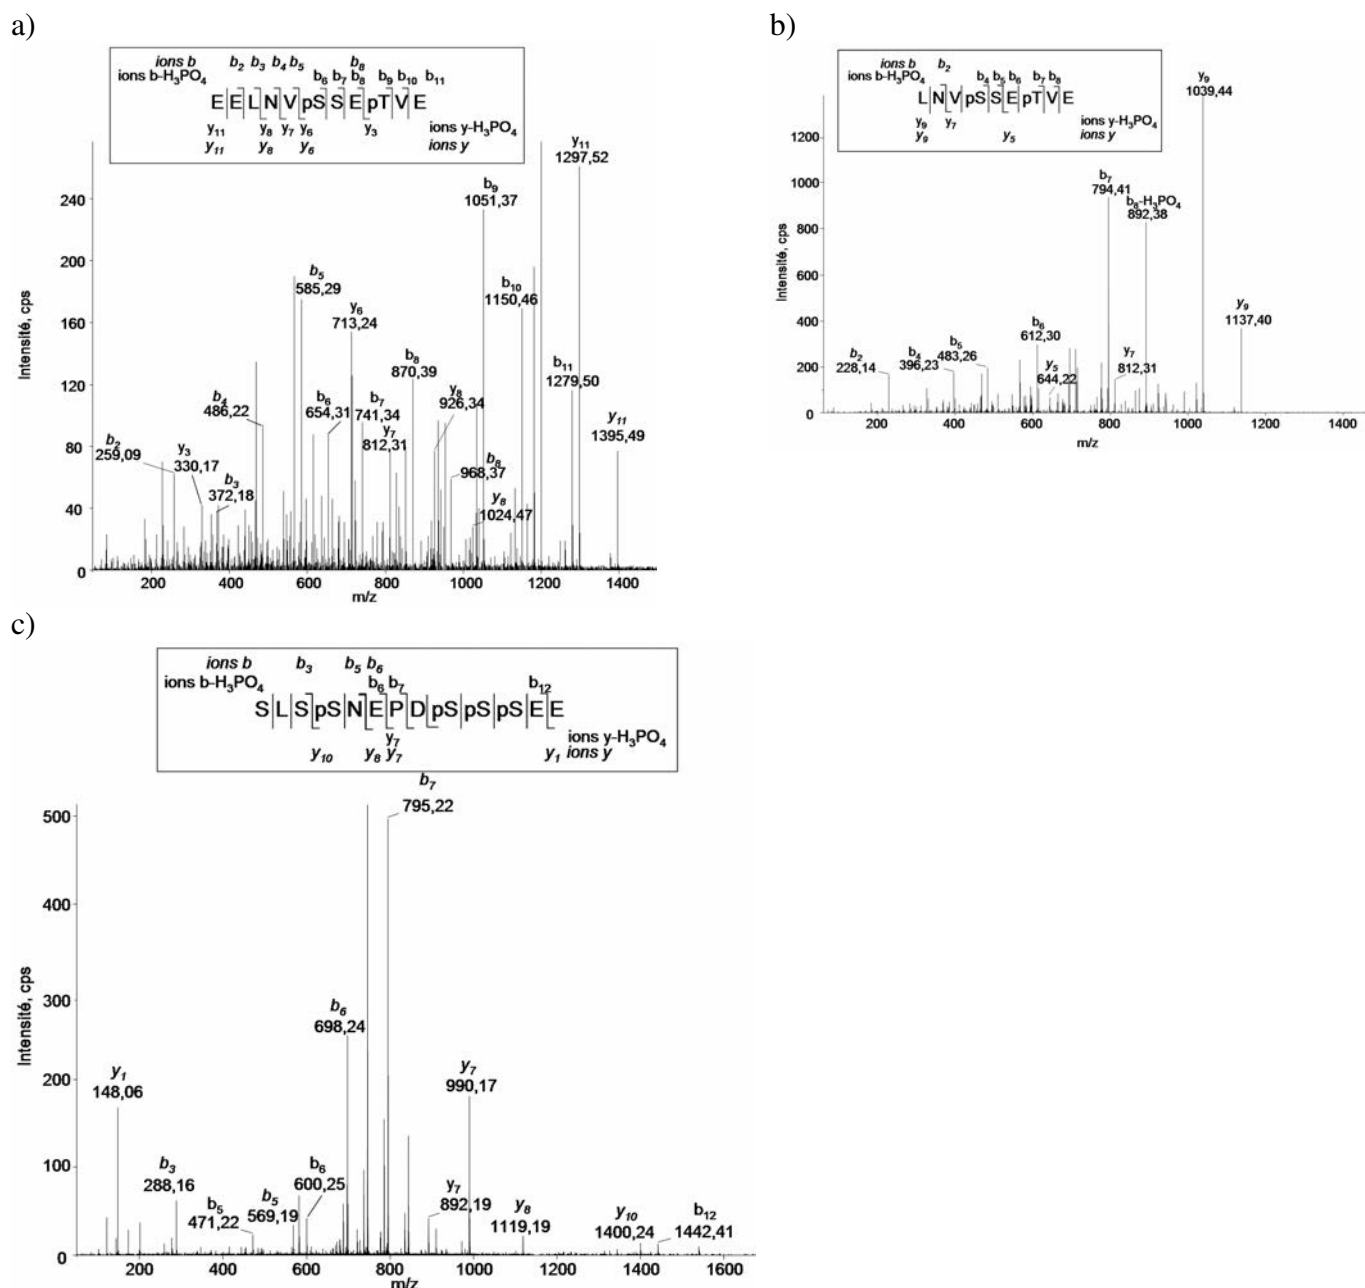 a)
ions b b2 b3 b4 b5 b8
ions b-H3PO4 b6 b7 b8 b9 b10 b11
E E L N V pS S E pT V E
y11 y8 y7 y6 y3 ions y-H3PO4
y11 y8 y6 ions y
Intensité, cps
240
200
160
120
80
40
0
y11
1297,52
b9
1051,37
b5
585,29
b10
1150,46
y6
713,24
b8
870,39
b11
1279,50
b4
486,22
b6
654,31
b7
741,34
y8
926,34
y7
812,31
y11
1395,49
b2
259,09
y3
330,17
b3
372,18
b8
968,37
y8
1024,47
200 400 600 800 1000 1200 1400
m/z
b)
ions b b2
ions b-H3PO4 b4 b5 b6 b7 b8
L N V pS S E pT V E
y9 y7 ions y-H3PO4
y9 y5 ions y
Intensité, cps
1200
1000
800
600
400
200
0
y9
1039,44
b7
794,41
b8-H3PO4
892,38
y9
1137,40
b6
612,30
b5
483,26
b4
396,23
b2
228,14
y5
644,22
y7
812,31
200 400 600 800 1000 1200 1400
m/z
c)
ions b b3 b5 b6
ions b-H3PO4 b6 b7 b12
S L S pS N E P D pS pS pS E E
y7 ions y-H3PO4
y10 y8 y7 y1 ions y
Intensité, cps
500
400
300
200
100
0
b7
795,22
b6
698,24
y1
148,06
y7
990,17
b3
288,16
b5
471,22
b5
569,19
b6
600,25
y7
892,19
y8
1119,19
y10
1400,24
b12
1442,41
200 400 600 800 1000 1200 1400 1600
m/z